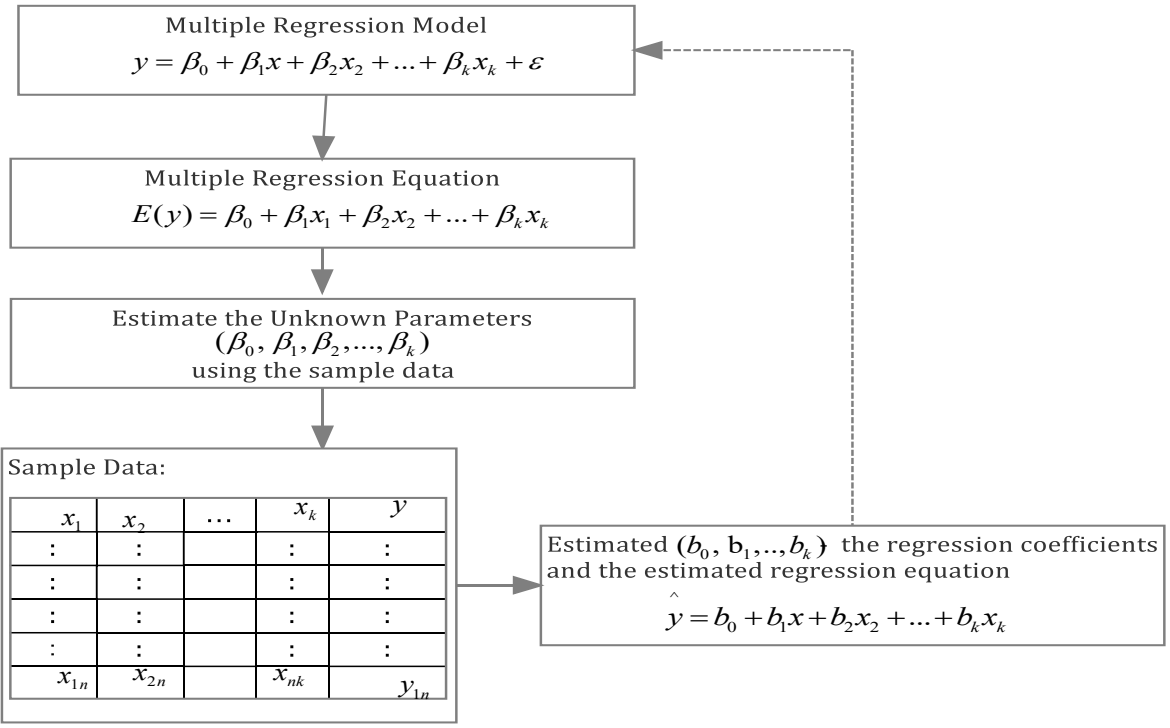 Multiple Regression Model
y = β₀ + β₁x + β₂x₂ + ... + βₖxₖ + ε
Multiple Regression Equation
E(y) = β₀ + β₁x₁ + β₂x₂ + ... + βₖxₖ
Estimate the Unknown Parameters
(β₀, β₁, β₂,..., βₖ)
using the sample data
Sample Data:
x₁ x₂ ... xₖ y
: : : :
: : : :
: : : :
: : : :
x₁ₙ x₂ₙ xₙₖ y₁ₙ
Estimated (b₀, b₁,..,bₖ), the regression coefficients
and the estimated regression equation
ŷ = b₀ + b₁x + b₂x₂ + ... + bₖxₖ